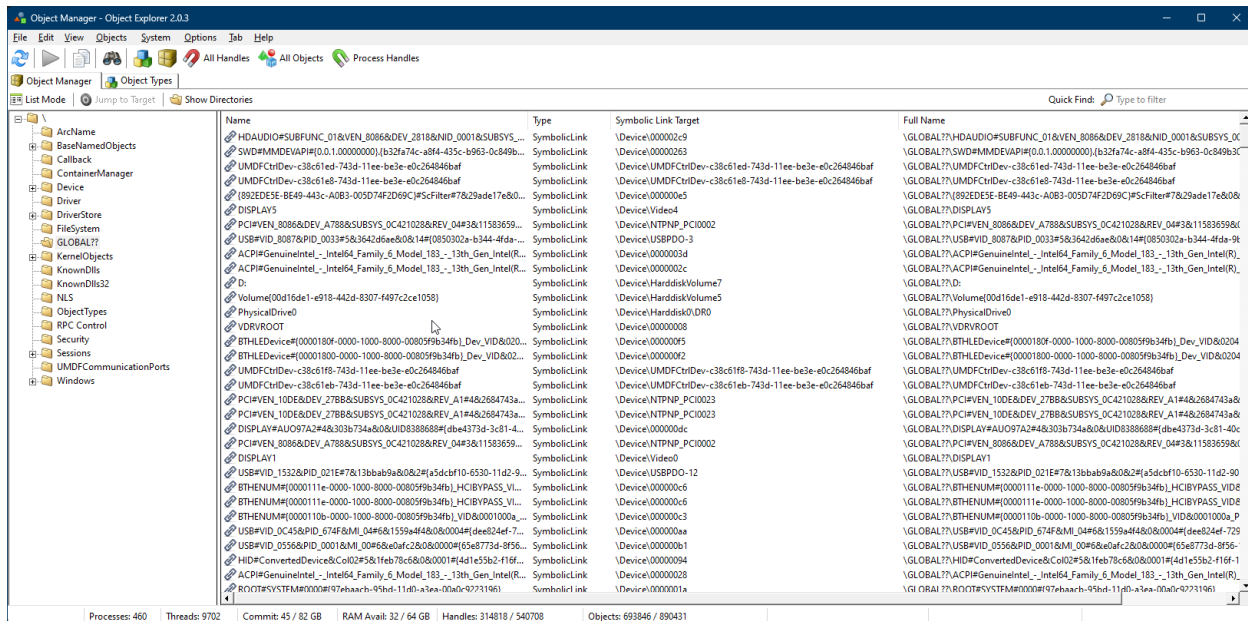 Object Manager - Object Explorer 2.0.3
File Edit View Objects System Options Tab Help
All Handles All Objects Process Handles
Object Manager Object Types
List Mode Jump to Target Show Directories Quick Find: Type to filter
\
ArcName
BaseNamedObjects
Callback
ContainerManager
Device
Driver
DriverStore
FileSystem
GLOBAL??
KernelObjects
KnownDlls
KnownDlls32
NLS
ObjectTypes
RPC Control
Security
Sessions
UMDFCommunicationPorts
Windows
Name Type Symbolic Link Target Full Name
HDAUDIO#SUBFUNC_01&VEN_8086&DEV_2818&NID_0001&SUBSYS_... SymbolicLink \Device\000002c9 \GLOBAL??\HDAUDIO#SUBFUNC_01&VEN_8086&DEV_2818&NID_0001&SUBSYS_0C
SWD#MMDEVAPI#{0.0.1.00000000}.{b32fa74c-a8f4-435c-b963-0c849b... SymbolicLink \Device\00000263 \GLOBAL??\SWD#MMDEVAPI#{0.0.1.00000000}.{b32fa74c-a8f4-435c-b963-0c849b30
UMDFCtrlDev-c38c61ed-743d-11ee-be3e-e0c264846baf SymbolicLink \Device\UMDFCtrlDev-c38c61ed-743d-11ee-be3e-e0c264846baf \GLOBAL??\UMDFCtrlDev-c38c61ed-743d-11ee-be3e-e0c264846baf
UMDFCtrlDev-c38c61e8-743d-11ee-be3e-e0c264846baf SymbolicLink \Device\UMDFCtrlDev-c38c61e8-743d-11ee-be3e-e0c264846baf \GLOBAL??\UMDFCtrlDev-c38c61e8-743d-11ee-be3e-e0c264846baf
{892EDE5E-BE49-443c-A0B3-005D74F2D69C}#ScFilter#7&29ade17e&0... SymbolicLink \Device\000000e5 \GLOBAL??\{892EDE5E-BE49-443c-A0B3-005D74F2D69C}#ScFilter#7&29ade17e&0&
DISPLAY5 SymbolicLink \Device\Video4 \GLOBAL??\DISPLAY5
PCI#VEN_8086&DEV_A788&SUBSYS_0C421028&REV_04#3&11583659... SymbolicLink \Device\NTPNP_PCI0002 \GLOBAL??\PCI#VEN_8086&DEV_A788&SUBSYS_0C421028&REV_04#3&11583659&0
USB#VID_8087&PID_0033#5&3642d6ae&0&14#{0850302a-b344-4fda-... SymbolicLink \Device\USBPDO-3 \GLOBAL??\USB#VID_8087&PID_0033#5&3642d6ae&0&14#{0850302a-b344-4fda-9b
ACPI#GenuineIntel_-_Intel64_Family_6_Model_183_-_13th_Gen_Intel(R... SymbolicLink \Device\0000003d \GLOBAL??\ACPI#GenuineIntel_-_Intel64_Family_6_Model_183_-_13th_Gen_Intel(R)_
ACPI#GenuineIntel_-_Intel64_Family_6_Model_183_-_13th_Gen_Intel(R... SymbolicLink \Device\0000002c \GLOBAL??\ACPI#GenuineIntel_-_Intel64_Family_6_Model_183_-_13th_Gen_Intel(R)_
D: SymbolicLink \Device\HarddiskVolume7 \GLOBAL??\D:
Volume{00d16de1-e918-442d-8307-f497c2ce1058} SymbolicLink \Device\HarddiskVolume5 \GLOBAL??\Volume{00d16de1-e918-442d-8307-f497c2ce1058}
PhysicalDrive0 SymbolicLink \Device\Harddisk0\DR0 \GLOBAL??\PhysicalDrive0
VDRVROOT SymbolicLink \Device\00000008 \GLOBAL??\VDRVROOT
BTHLEDevice#{0000180f-0000-1000-8000-00805f9b34fb}_Dev_VID&020... SymbolicLink \Device\000000f5 \GLOBAL??\BTHLEDevice#{0000180f-0000-1000-8000-00805f9b34fb}_Dev_VID&0204
BTHLEDevice#{00001800-0000-1000-8000-00805f9b34fb}_Dev_VID&02... SymbolicLink \Device\000000f2 \GLOBAL??\BTHLEDevice#{00001800-0000-1000-8000-00805f9b34fb}_Dev_VID&0204
UMDFCtrlDev-c38c61f8-743d-11ee-be3e-e0c264846baf SymbolicLink \Device\UMDFCtrlDev-c38c61f8-743d-11ee-be3e-e0c264846baf \GLOBAL??\UMDFCtrlDev-c38c61f8-743d-11ee-be3e-e0c264846baf
UMDFCtrlDev-c38c61eb-743d-11ee-be3e-e0c264846baf SymbolicLink \Device\UMDFCtrlDev-c38c61eb-743d-11ee-be3e-e0c264846baf \GLOBAL??\UMDFCtrlDev-c38c61eb-743d-11ee-be3e-e0c264846baf
PCI#VEN_10DE&DEV_27BB&SUBSYS_0C421028&REV_A1#4&2684743a... SymbolicLink \Device\NTPNP_PCI0023 \GLOBAL??\PCI#VEN_10DE&DEV_27BB&SUBSYS_0C421028&REV_A1#4&2684743a&
PCI#VEN_10DE&DEV_27BB&SUBSYS_0C421028&REV_A1#4&2684743a... SymbolicLink \Device\NTPNP_PCI0023 \GLOBAL??\PCI#VEN_10DE&DEV_27BB&SUBSYS_0C421028&REV_A1#4&2684743a&
DISPLAY#AUO97A2#4&303b734a&0&UID8388688#{dbe4373d-3c81-4... SymbolicLink \Device\000000dc \GLOBAL??\DISPLAY#AUO97A2#4&303b734a&0&UID8388688#{dbe4373d-3c81-40c
PCI#VEN_8086&DEV_A788&SUBSYS_0C421028&REV_04#3&11583659... SymbolicLink \Device\NTPNP_PCI0002 \GLOBAL??\PCI#VEN_8086&DEV_A788&SUBSYS_0C421028&REV_04#3&11583659&0
DISPLAY1 SymbolicLink \Device\Video0 \GLOBAL??\DISPLAY1
USB#VID_1532&PID_021E#7&13bbab9a&0&2#{a5dcbf10-6530-11d2-9... SymbolicLink \Device\USBPDO-12 \GLOBAL??\USB#VID_1532&PID_021E#7&13bbab9a&0&2#{a5dcbf10-6530-11d2-90
BTHENUM#{0000111e-0000-1000-8000-00805f9b34fb}_HCIBYPASS_VI... SymbolicLink \Device\000000c6 \GLOBAL??\BTHENUM#{0000111e-0000-1000-8000-00805f9b34fb}_HCIBYPASS_VID&
BTHENUM#{0000111e-0000-1000-8000-00805f9b34fb}_HCIBYPASS_VI... SymbolicLink \Device\000000c6 \GLOBAL??\BTHENUM#{0000111e-0000-1000-8000-00805f9b34fb}_HCIBYPASS_VID&
BTHENUM#{0000110b-0000-1000-8000-00805f9b34fb}_VID&0001000a_... SymbolicLink \Device\000000c3 \GLOBAL??\BTHENUM#{0000110b-0000-1000-8000-00805f9b34fb}_VID&0001000a_P
USB#VID_0C45&PID_674F&MI_04#6&1559a4f4&0&0004#{dee824ef-7... SymbolicLink \Device\000000aa \GLOBAL??\USB#VID_0C45&PID_674F&MI_04#6&1559a4f4&0&0004#{dee824ef-729
USB#VID_0556&PID_0001&MI_00#6&e0afc2&0&0000#{65e8773d-8f56... SymbolicLink \Device\000000b1 \GLOBAL??\USB#VID_0556&PID_0001&MI_00#6&e0afc2&0&0000#{65e8773d-8f56-
HID#ConvertedDevice&Col02#5&1feb78c6&0&0001#{4d1e55b2-f16f... SymbolicLink \Device\00000094 \GLOBAL??\HID#ConvertedDevice&Col02#5&1feb78c6&0&0001#{4d1e55b2-f16f-1
ACPI#GenuineIntel_-_Intel64_Family_6_Model_183_-_13th_Gen_Intel(R... SymbolicLink \Device\00000028 \GLOBAL??\ACPI#GenuineIntel_-_Intel64_Family_6_Model_183_-_13th_Gen_Intel(R)_
ROOT#SYSTEM#0000#{97ebaacb-95bd-11d0-a3ea-00a0c9223196} SymbolicLink \Device\0000001a \GLOBAL??\ROOT#SYSTEM#0000#{97ebaacb-95bd-11d0-a3ea-00a0c9223196}
Processes: 460 Threads: 9702 Commit: 45 / 82 GB RAM Avail: 32 / 64 GB Handles: 314818 / 540708 Objects: 693846 / 890431